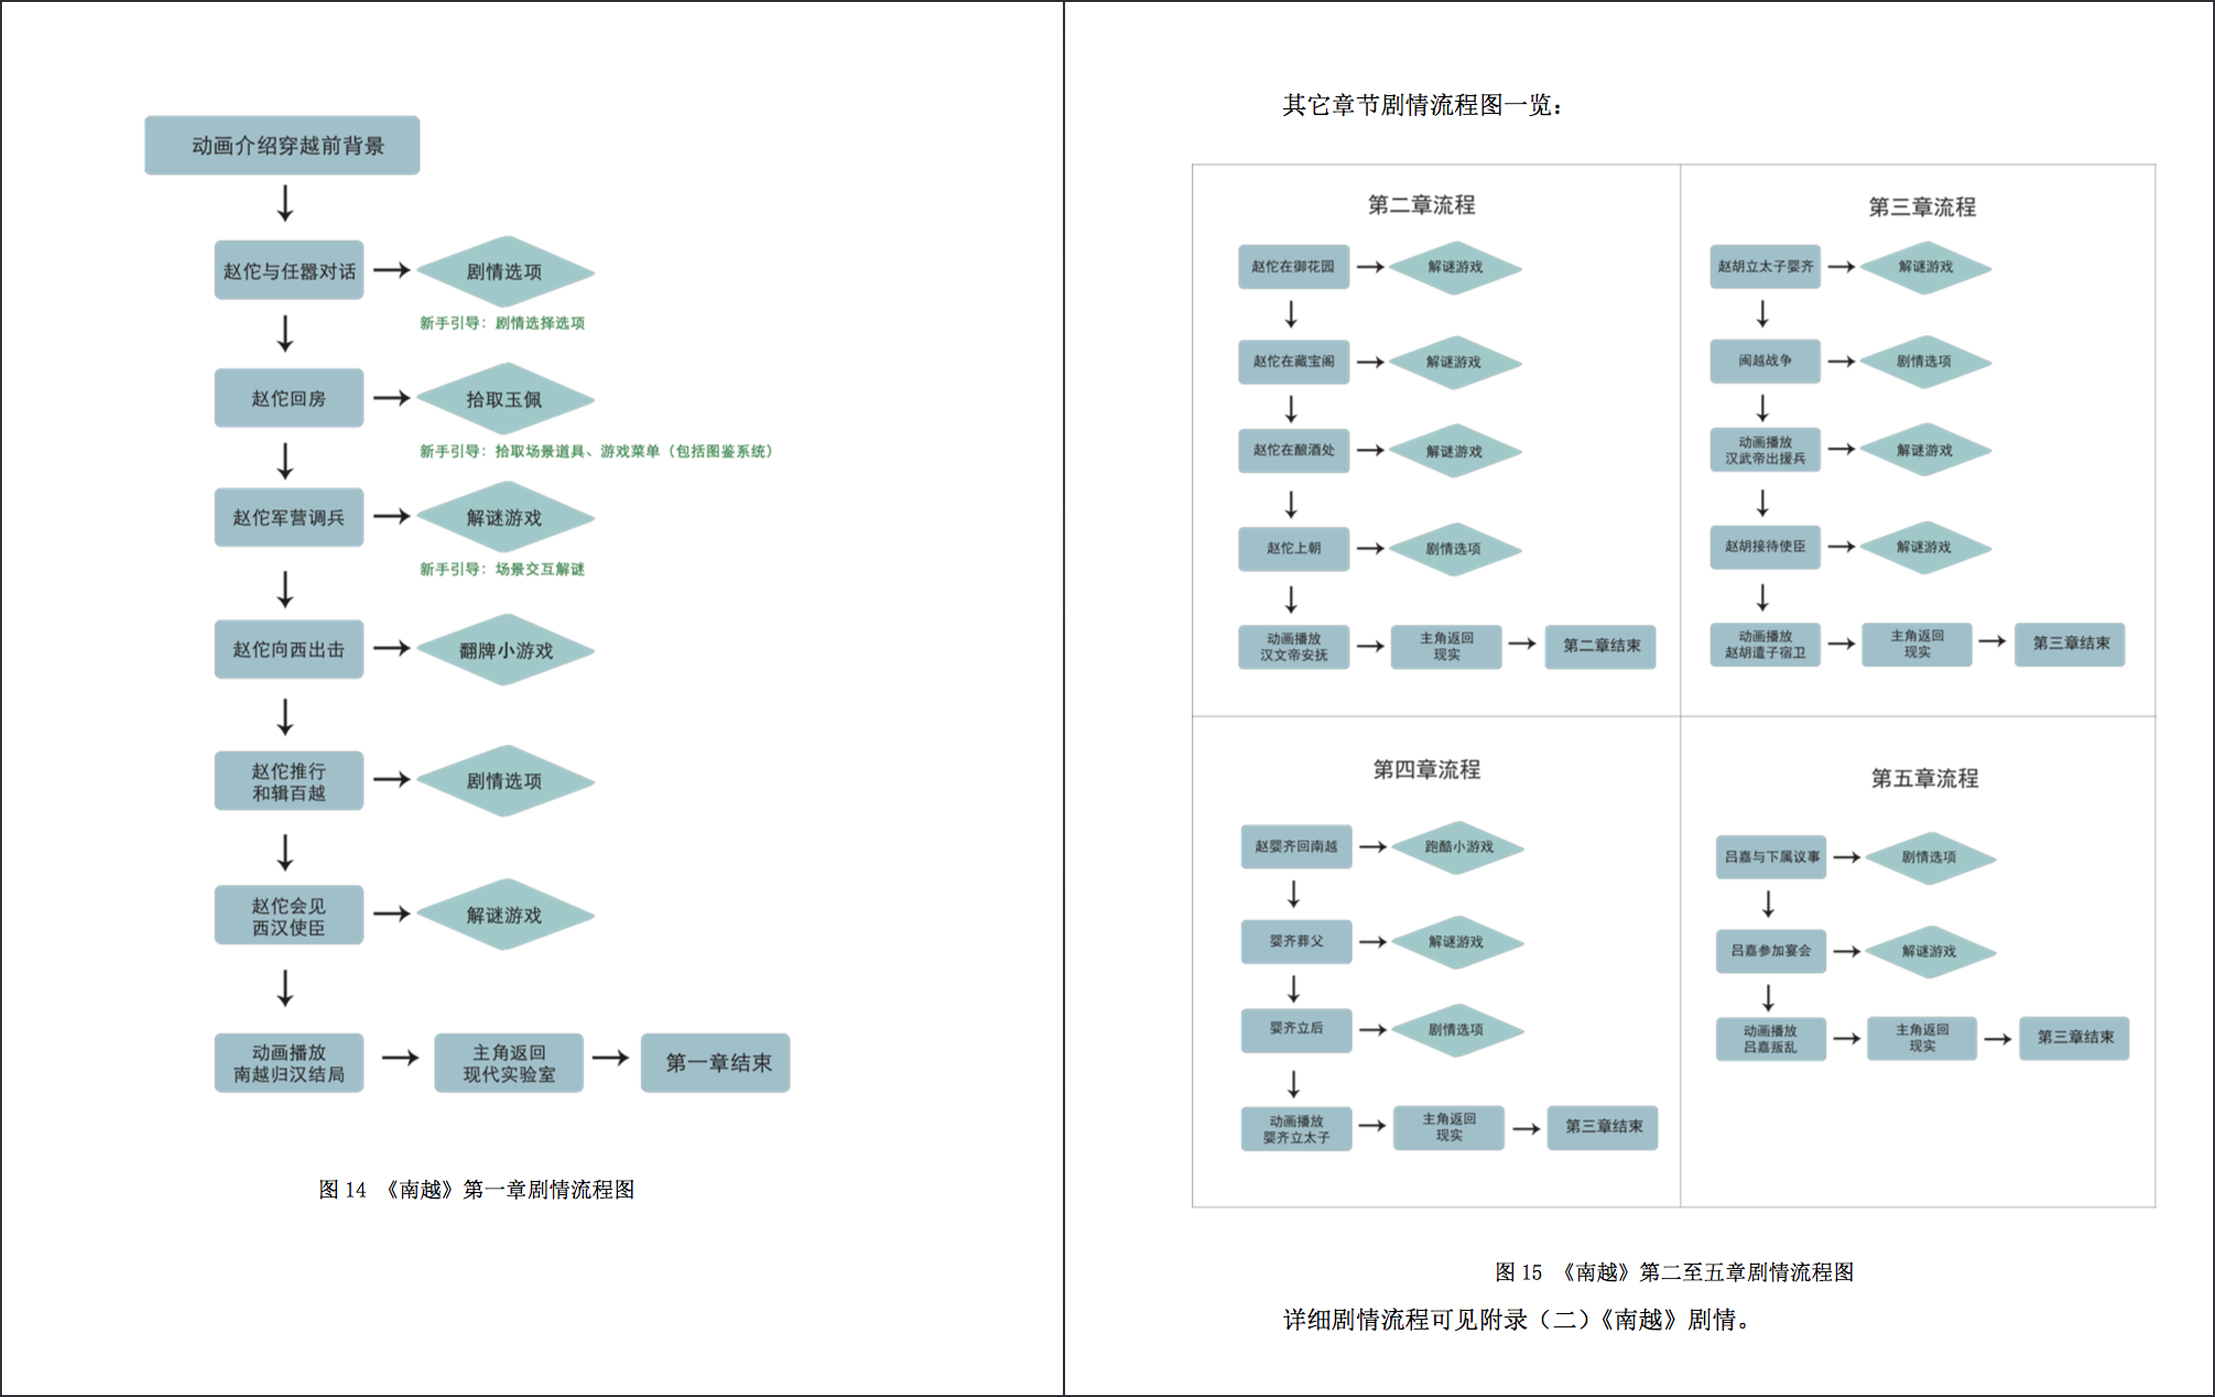 动画介绍穿越前背景
赵佗与任嚣对话
剧情选项
新手引导：剧情选择选项
赵佗回房
拾取玉佩
新手引导：拾取场景道具、游戏菜单（包括图鉴系统）
赵佗军营调兵
解谜游戏
新手引导：场景交互解谜
赵佗向西出击
翻牌小游戏
赵佗推行
和辑百越
剧情选项
赵佗会见
西汉使臣
解谜游戏
动画播放
南越归汉结局
主角返回
现代实验室
第一章结束
图 14 《南越》第一章剧情流程图
其它章节剧情流程图一览：
第二章流程
赵佗在御花园
解谜游戏
赵佗在藏宝阁
解谜游戏
赵佗在酿酒处
解谜游戏
赵佗上朝
剧情选项
动画播放
汉文帝安抚
主角返回
现实
第二章结束
第三章流程
赵胡立太子婴齐
解谜游戏
闽越战争
剧情选项
动画播放
汉武帝出援兵
解谜游戏
赵胡接待使臣
解谜游戏
动画播放
赵胡遣子宿卫
主角返回
现实
第三章结束
第四章流程
赵婴齐回南越
跑酷小游戏
婴齐葬父
解谜游戏
婴齐立后
剧情选项
动画播放
婴齐立太子
主角返回
现实
第三章结束
第五章流程
吕嘉与下属议事
剧情选项
吕嘉参加宴会
解谜游戏
动画播放
吕嘉叛乱
主角返回
现实
第三章结束
图 15 《南越》第二至五章剧情流程图
详细剧情流程可见附录（二）《南越》剧情。